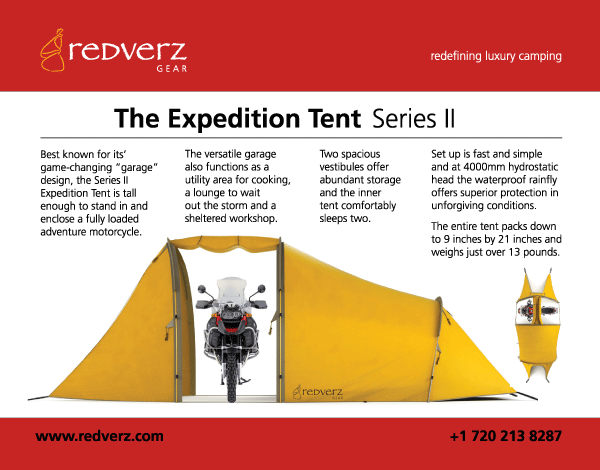 redverz
GEAR
redefining luxury camping
The Expedition Tent Series II
Best known for its’
game-changing “garage”
design, the Series II
Expedition Tent is tall
enough to stand in and
enclose a fully loaded
adventure motorcycle.
The versatile garage
also functions as a
utility area for cooking,
a lounge to wait
out the storm and a
sheltered workshop.
Two spacious
vestibules offer
abundant storage
and the inner
tent comfortably
sleeps two.
Set up is fast and simple
and at 4000mm hydrostatic
head the waterproof rainfly
offers superior protection in
unforgiving conditions.
The entire tent packs down
to 9 inches by 21 inches and
weighs just over 13 pounds.
redverz
GEAR
www.redverz.com
+1 720 213 8287